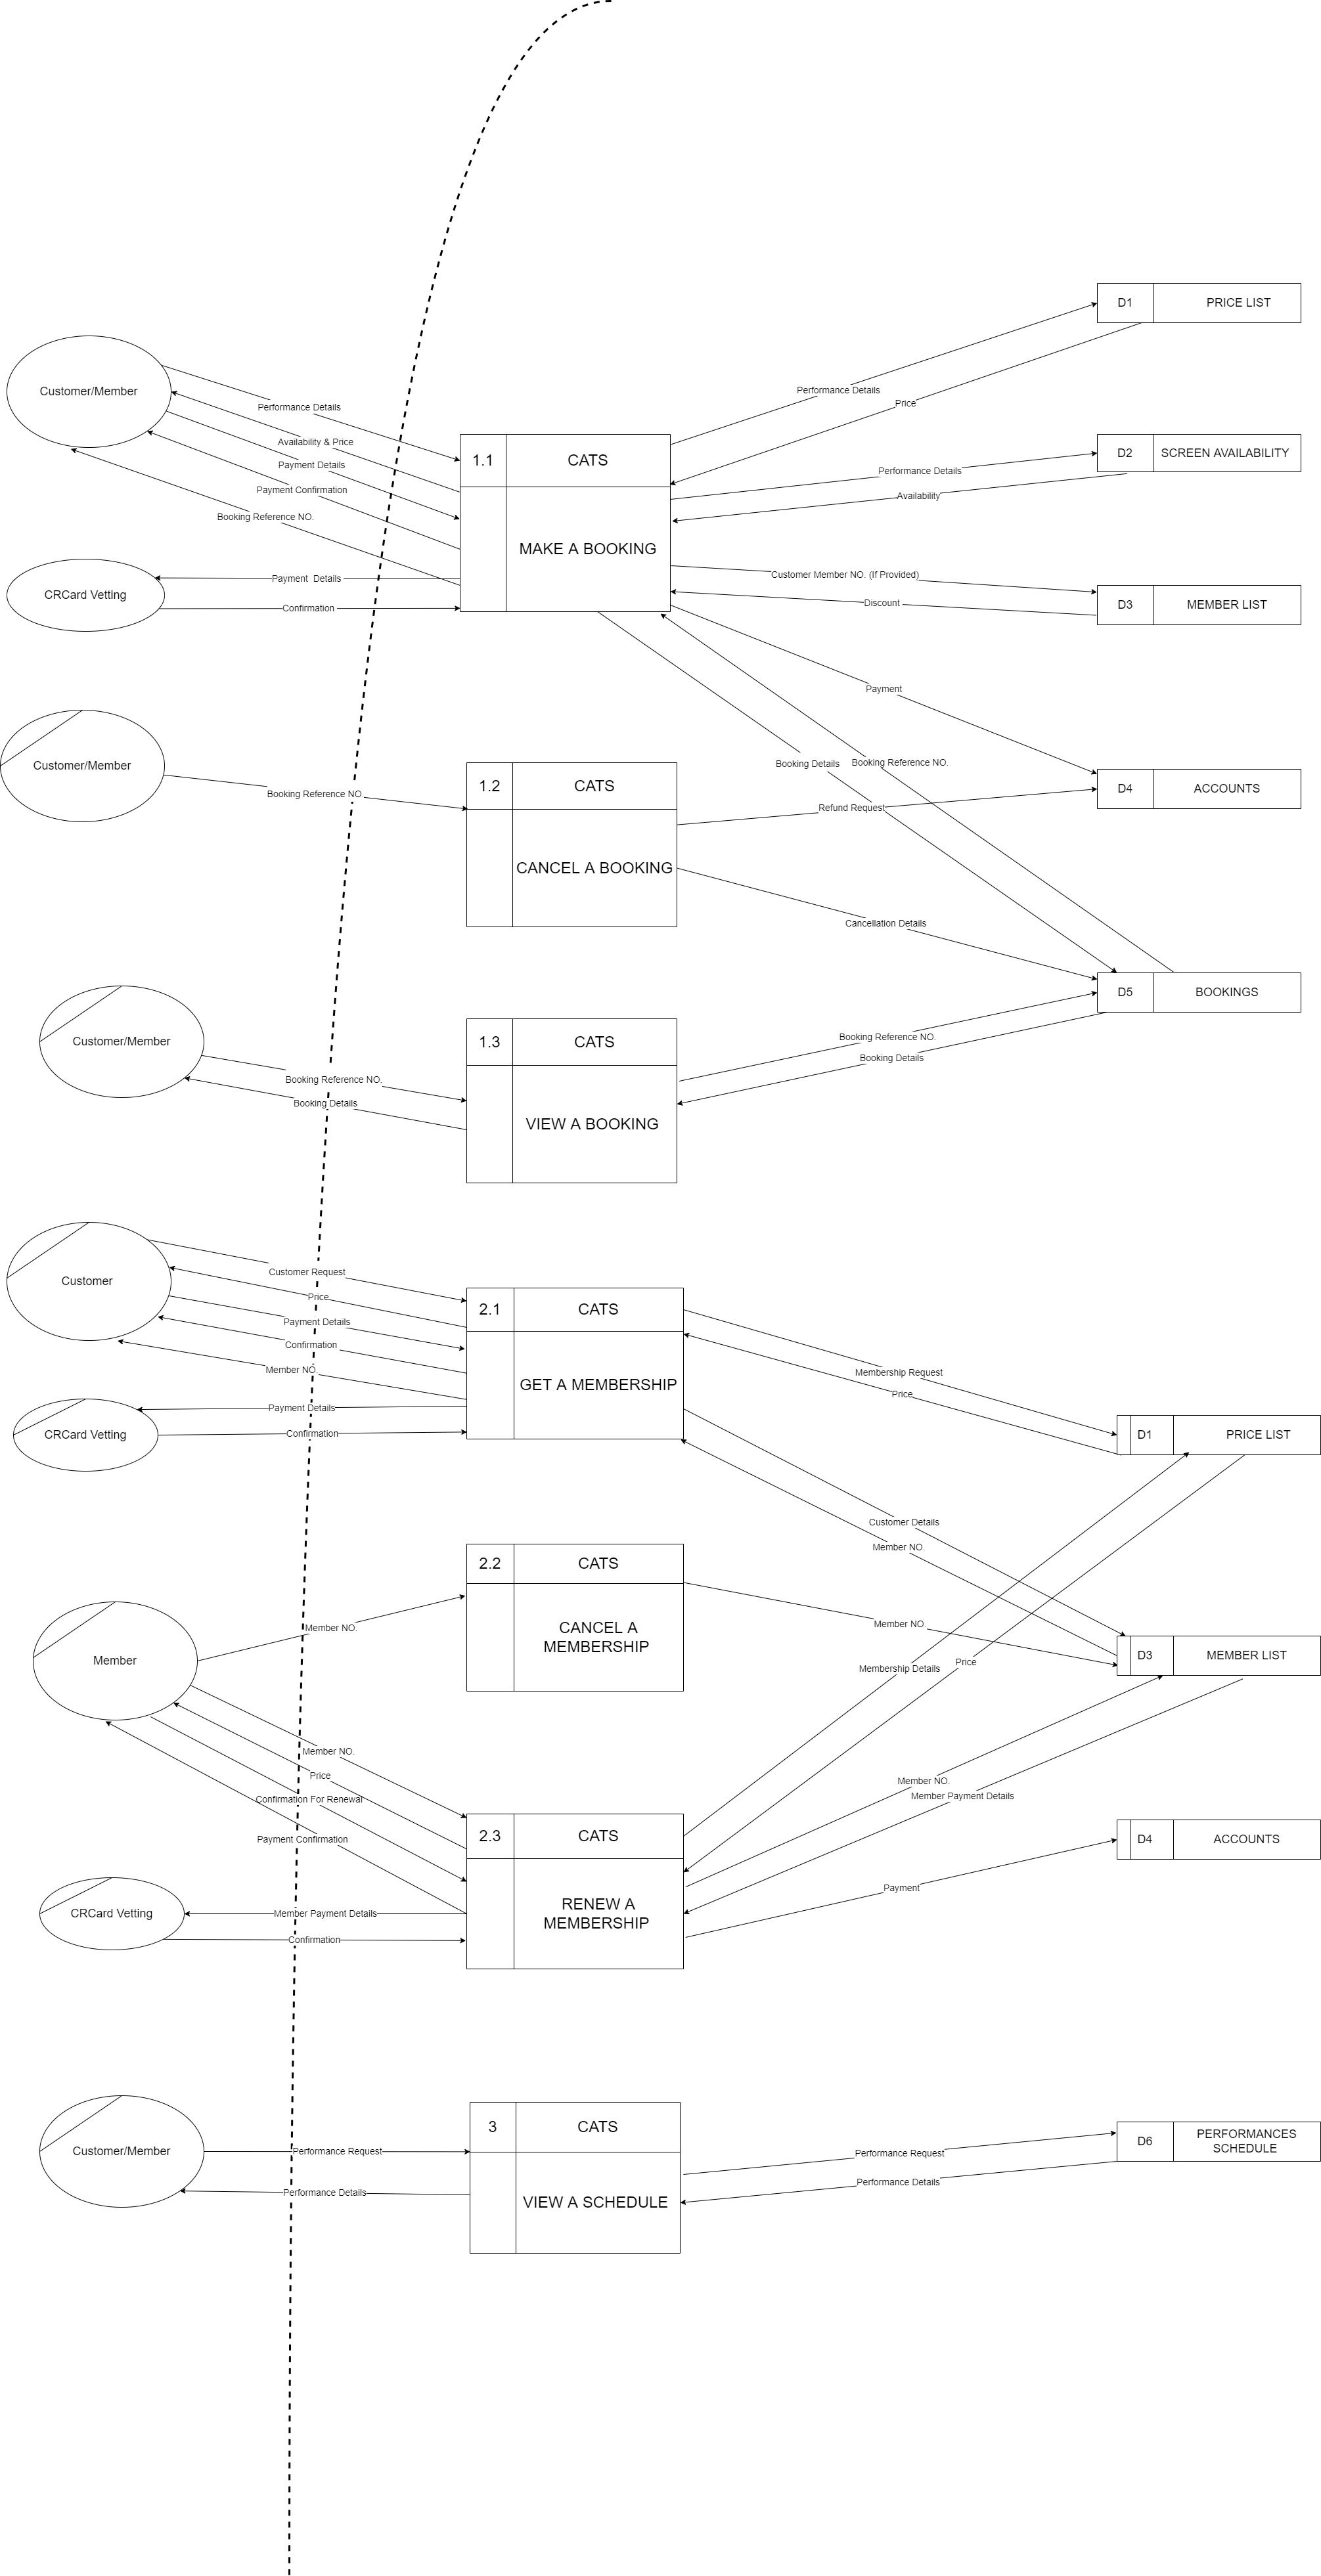 D1
PRICE LIST
Customer/Member
Performance Details
Performance Details
Price
Availability & Price
1.1
CATS
D2
SCREEN AVAILABILITY
Payment Details
Performance Details
Payment Confirmation
Availability
Booking Reference NO.
MAKE A BOOKING
Payment  Details
Customer Member NO. (If Provided)
CRCard Vetting
Confirmation
Discount
D3
MEMBER LIST
Payment
Customer/Member
Booking Details
Booking Reference NO.
Booking Reference NO.
1.2
CATS
D4
ACCOUNTS
Refund Request
CANCEL A BOOKING
Cancellation Details
D5
BOOKINGS
Customer/Member
1.3
CATS
Booking Reference NO.
Booking Details
Booking Reference NO.
Booking Details
VIEW A BOOKING
Customer
Customer Request
Price
2.1
CATS
Payment Details
Confirmation
Member NO.
GET A MEMBERSHIP
Membership Request
Price
Payment Details
CRCard Vetting
Confirmation
D1
PRICE LIST
Customer Details
Member NO.
2.2
CATS
Member NO.
CANCEL A
MEMBERSHIP
Member NO.
Member
Membership Details
Price
D3
MEMBER LIST
Member NO.
Price
Confirmation For Renewal
Member NO.
Member Payment Details
Payment Confirmation
2.3
CATS
D4
ACCOUNTS
Payment
CRCard Vetting
Member Payment Details
Confirmation
RENEW A
MEMBERSHIP
3
CATS
D6
PERFORMANCES
SCHEDULE
Customer/Member
Performance Request
Performance Request
Performance Details
Performance Details
VIEW A SCHEDULE